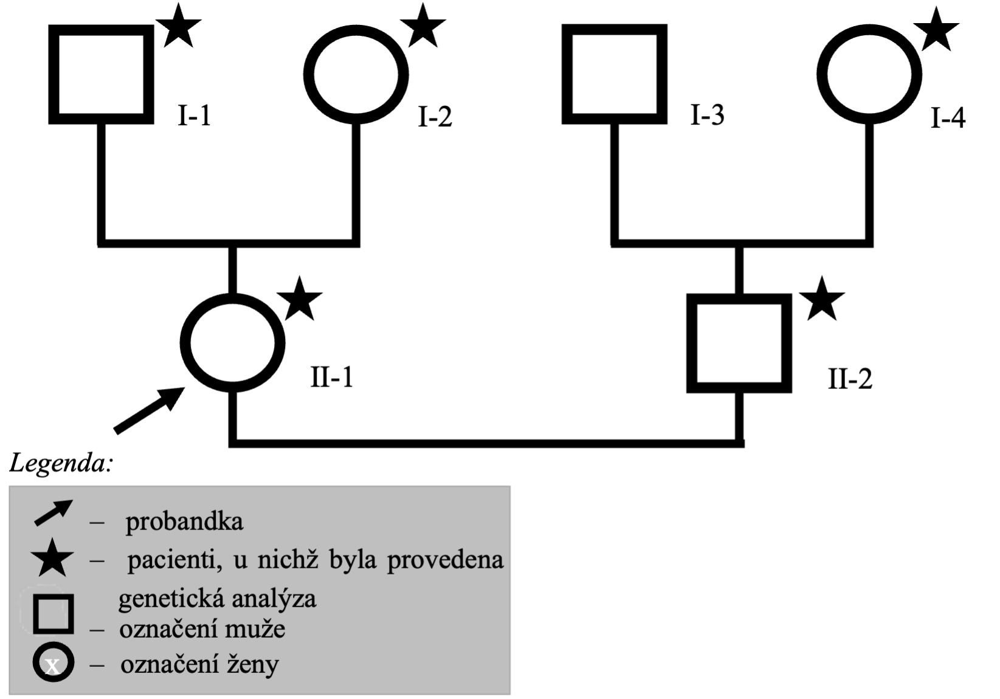 I-1
I-2
I-3
I-4
II-1
II-2
Legenda:
– probandka
– pacienti, u nichž byla provedena
genetická analýza
– označení muže
x – označení ženy